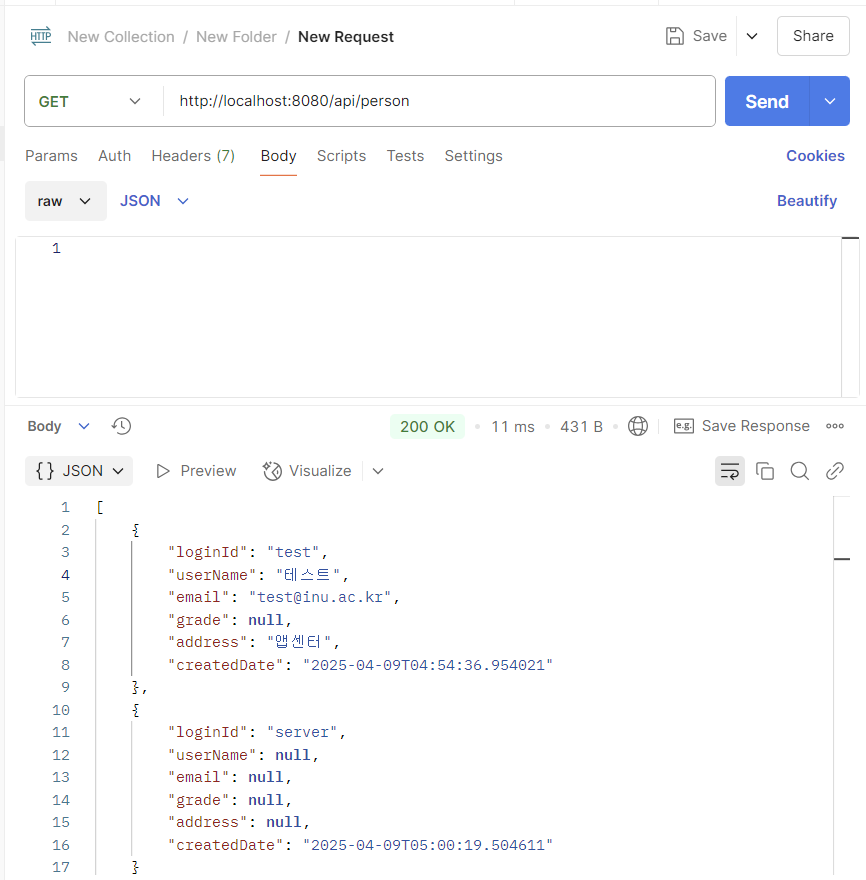 HTTP New Collection / New Folder / New Request Save Share
GET http://localhost:8080/api/person Send
Params Auth Headers (7) Body Scripts Tests Settings Cookies
raw JSON Beautify
1
Body 200 OK • 11 ms • 431 B • e.g. Save Response
{} JSON Preview Visualize
1 [
2 {
3 "loginId": "test",
4 "userName": "테스트",
5 "email": "test@inu.ac.kr",
6 "grade": null,
7 "address": "앱센터",
8 "createdDate": "2025-04-09T04:54:36.954021"
9 },
10 {
11 "loginId": "server",
12 "userName": null,
13 "email": null,
14 "grade": null,
15 "address": null,
16 "createdDate": "2025-04-09T05:00:19.504611"
17 }